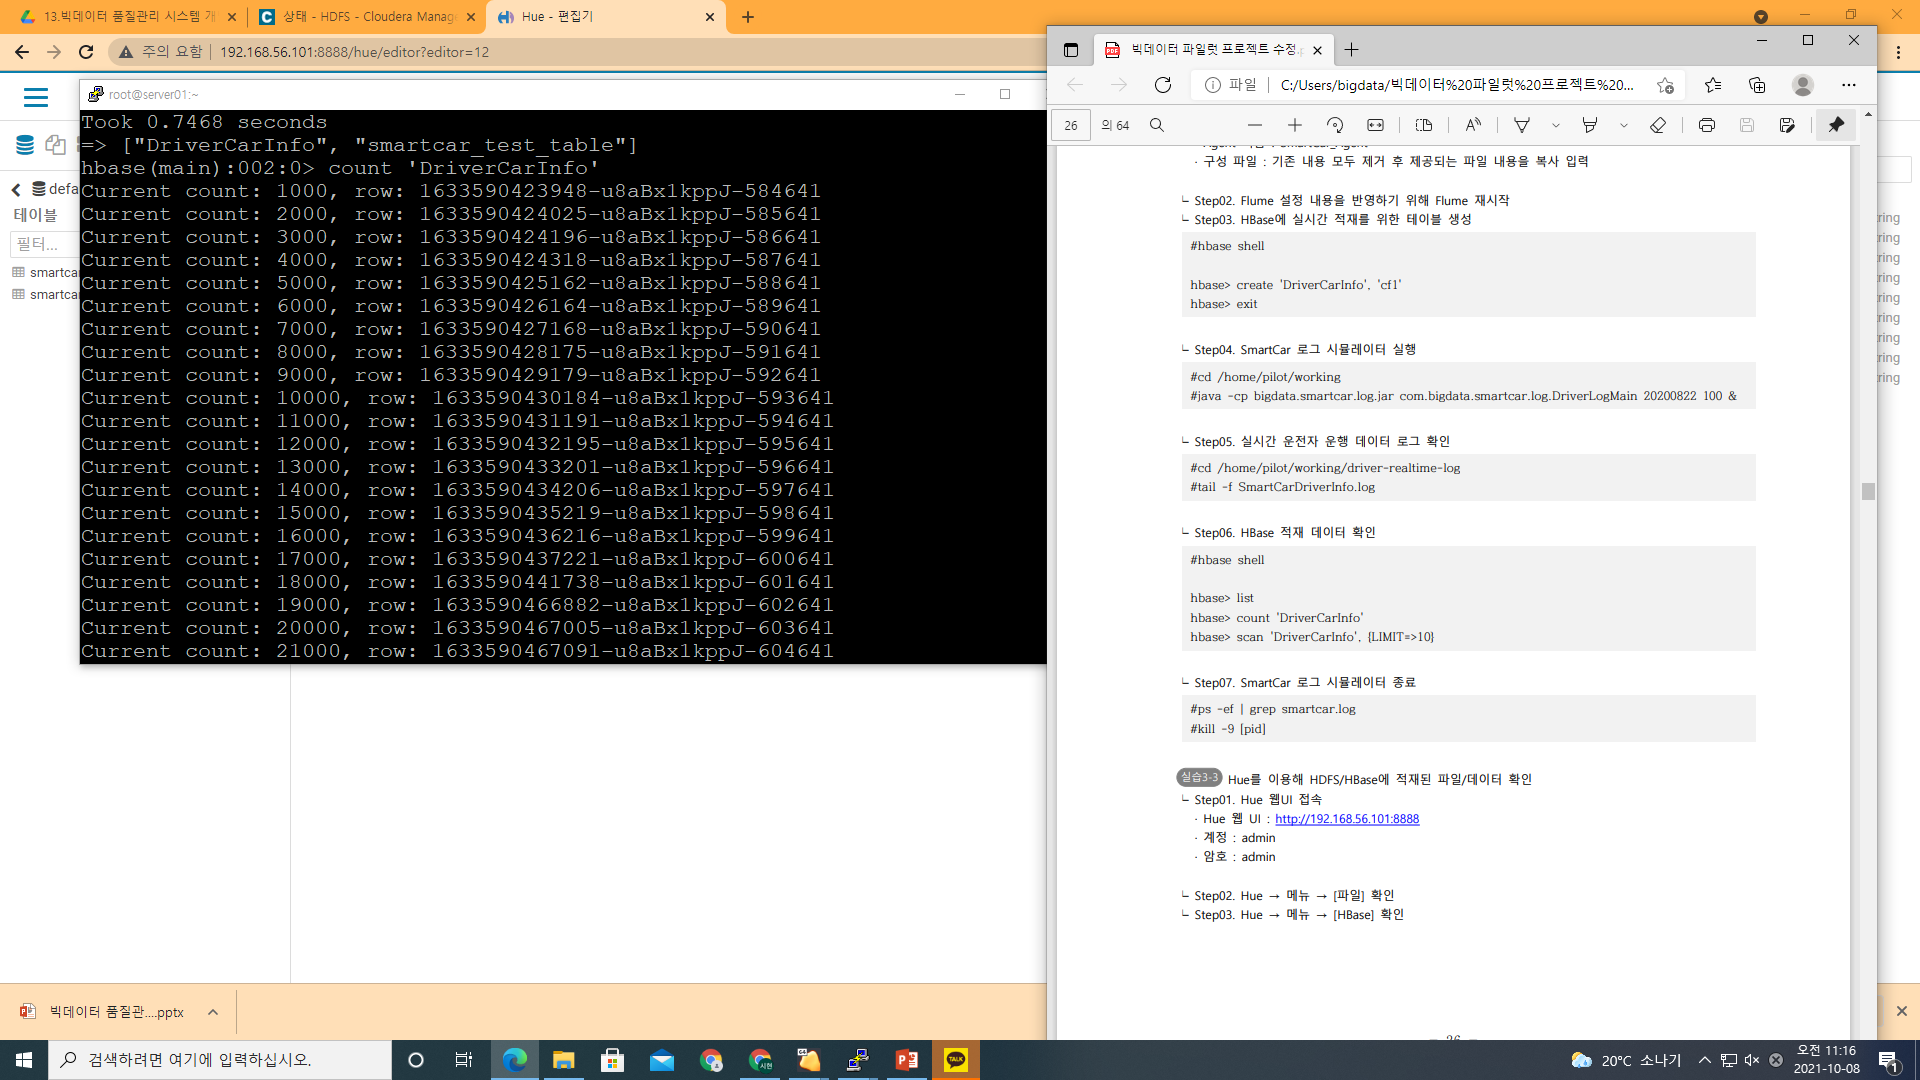 13.빅데이터 품질관리 시스템 개
상태 - HDFS - Cloudera Manage
Hue - 편집기
주의 요함
192.168.56.101:8888/hue/editor?editor=12
defa
테이블
필터...
smartcar
smartcar
root@server01:~
Took 0.7468 seconds
=> ["DriverCarInfo", "smartcar_test_table"]
hbase(main):002:0> count 'DriverCarInfo'
Current count: 1000, row: 1633590423948-u8aBx1kppJ-584641
Current count: 2000, row: 1633590424025-u8aBx1kppJ-585641
Current count: 3000, row: 1633590424196-u8aBx1kppJ-586641
Current count: 4000, row: 1633590424318-u8aBx1kppJ-587641
Current count: 5000, row: 1633590425162-u8aBx1kppJ-588641
Current count: 6000, row: 1633590426164-u8aBx1kppJ-589641
Current count: 7000, row: 1633590427168-u8aBx1kppJ-590641
Current count: 8000, row: 1633590428175-u8aBx1kppJ-591641
Current count: 9000, row: 1633590429179-u8aBx1kppJ-592641
Current count: 10000, row: 1633590430184-u8aBx1kppJ-593641
Current count: 11000, row: 1633590431191-u8aBx1kppJ-594641
Current count: 12000, row: 1633590432195-u8aBx1kppJ-595641
Current count: 13000, row: 1633590433201-u8aBx1kppJ-596641
Current count: 14000, row: 1633590434206-u8aBx1kppJ-597641
Current count: 15000, row: 1633590435219-u8aBx1kppJ-598641
Current count: 16000, row: 1633590436216-u8aBx1kppJ-599641
Current count: 17000, row: 1633590437221-u8aBx1kppJ-600641
Current count: 18000, row: 1633590441738-u8aBx1kppJ-601641
Current count: 19000, row: 1633590466882-u8aBx1kppJ-602641
Current count: 20000, row: 1633590467005-u8aBx1kppJ-603641
Current count: 21000, row: 1633590467091-u8aBx1kppJ-604641
빅데이터 파일럿 프로젝트 수정.p
파일
C:/Users/bigdata/빅데이터%20파일럿%20프로젝트%20...
26 의 64
· 구성 파일 : 기존 내용 모두 제거 후 제공되는 파일 내용을 복사 입력
└ Step02. Flume 설정 내용을 반영하기 위해 Flume 재시작
└ Step03. HBase에 실시간 적재를 위한 테이블 생성
#hbase shell
hbase> create 'DriverCarInfo', 'cf1'
hbase> exit
└ Step04. SmartCar 로그 시뮬레이터 실행
#cd /home/pilot/working
#java -cp bigdata.smartcar.log.jar com.bigdata.smartcar.log.DriverLogMain 20200822 100 &
└ Step05. 실시간 운전자 운행 데이터 로그 확인
#cd /home/pilot/working/driver-realtime-log
#tail -f SmartCarDriverInfo.log
└ Step06. HBase 적재 데이터 확인
#hbase shell
hbase> list
hbase> count 'DriverCarInfo'
hbase> scan 'DriverCarInfo', {LIMIT=>10}
└ Step07. SmartCar 로그 시뮬레이터 종료
#ps -ef | grep smartcar.log
#kill -9 [pid]
실습3-3 Hue를 이용해 HDFS/HBase에 적재된 파일/데이터 확인
└ Step01. Hue 웹UI 접속
· Hue 웹 UI : http://192.168.56.101:8888
· 계정 : admin
· 암호 : admin
└ Step02. Hue → 메뉴 → [파일] 확인
└ Step03. Hue → 메뉴 → [HBase] 확인
tring
ring
ring
tring
tring
ring
tring
tring
tring
빅데이터 품질관....pptx
검색하려면 여기에 입력하십시오.
TALK
20°C 소나기
오전 11:16
2021-10-08
1